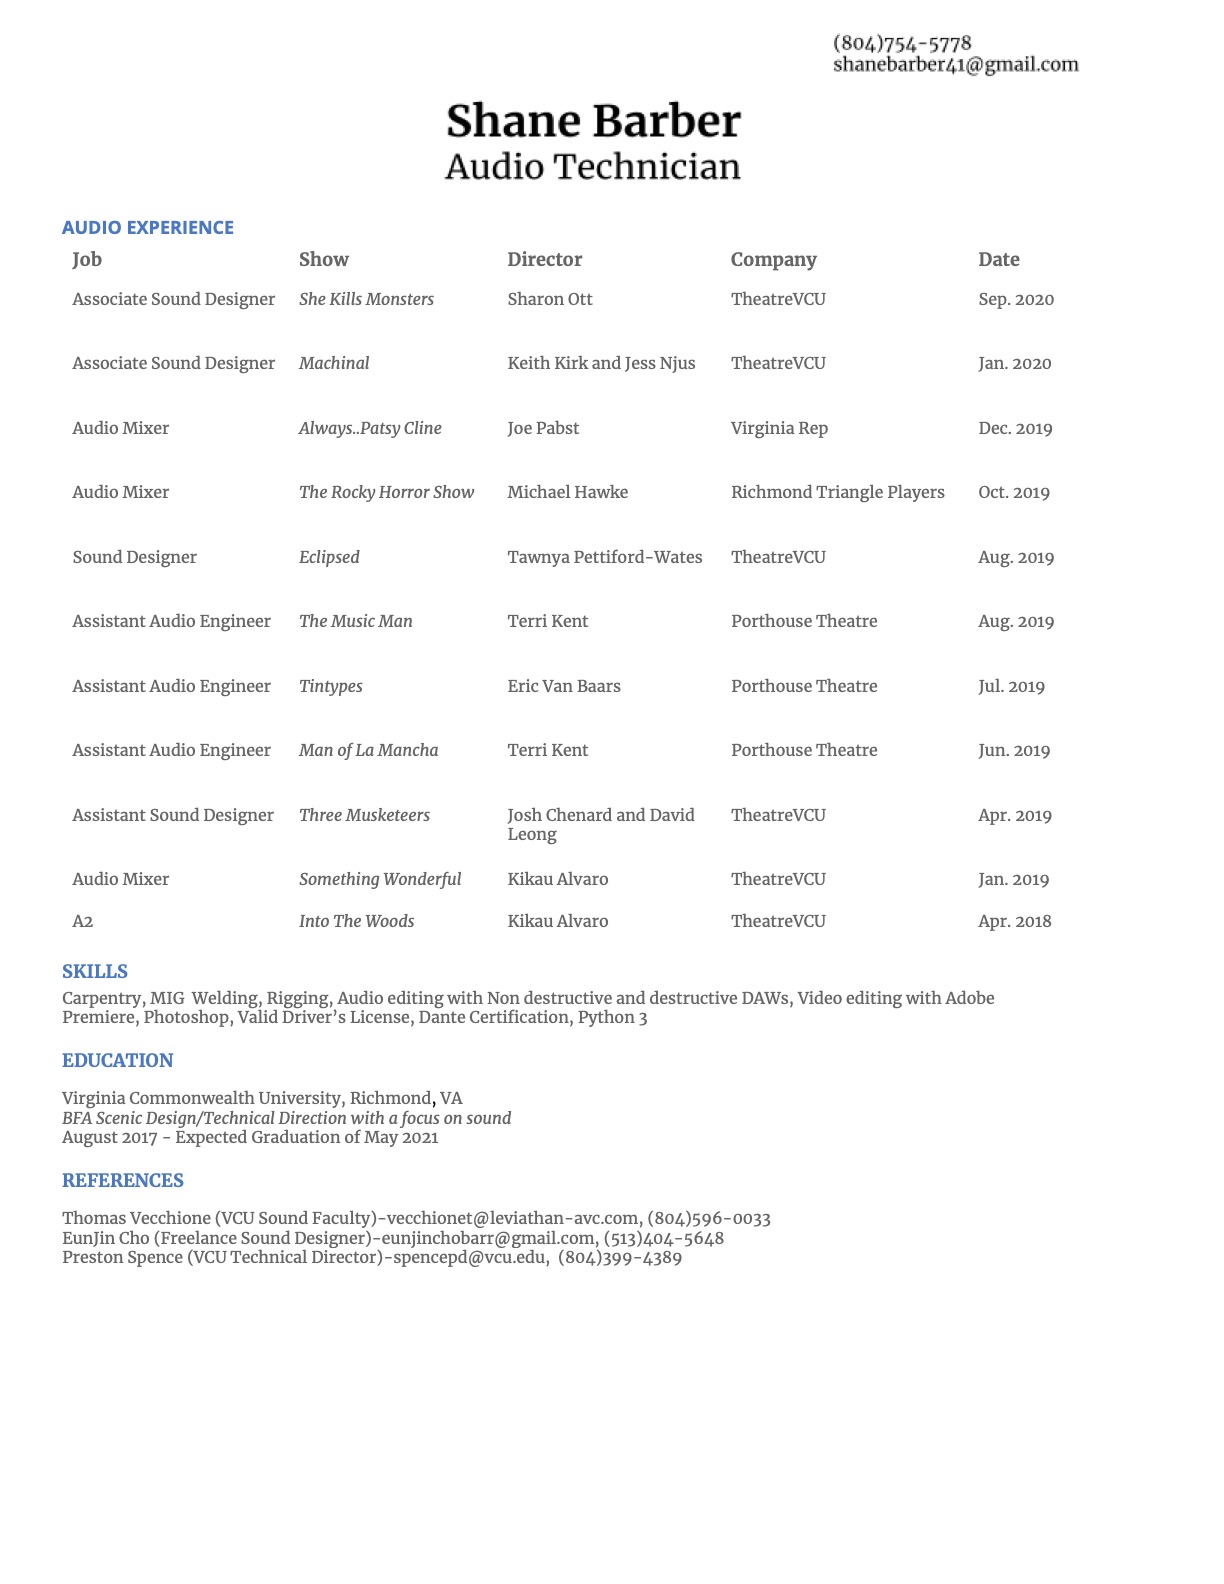 (804)754-5778
shanebarber41@gmail.com
Shane Barber
Audio Technician
AUDIO EXPERIENCE
Job Show Director Company Date
Associate Sound Designer She Kills Monsters Sharon Ott TheatreVCU Sep. 2020
Associate Sound Designer Machinal Keith Kirk and Jess Njus TheatreVCU Jan. 2020
Audio Mixer Always..Patsy Cline Joe Pabst Virginia Rep Dec. 2019
Audio Mixer The Rocky Horror Show Michael Hawke Richmond Triangle Players Oct. 2019
Sound Designer Eclipsed Tawnya Pettiford-Wates TheatreVCU Aug. 2019
Assistant Audio Engineer The Music Man Terri Kent Porthouse Theatre Aug. 2019
Assistant Audio Engineer Tintypes Eric Van Baars Porthouse Theatre Jul. 2019
Assistant Audio Engineer Man of La Mancha Terri Kent Porthouse Theatre Jun. 2019
Assistant Sound Designer Three Musketeers Josh Chenard and David TheatreVCU Apr. 2019
Leong
Audio Mixer Something Wonderful Kikau Alvaro TheatreVCU Jan. 2019
A2 Into The Woods Kikau Alvaro TheatreVCU Apr. 2018
SKILLS
Carpentry, MIG  Welding, Rigging, Audio editing with Non destructive and destructive DAWs, Video editing with Adobe
Premiere, Photoshop, Valid Driver’s License, Dante Certification, Python 3
EDUCATION
Virginia Commonwealth University, Richmond, VA
BFA Scenic Design/Technical Direction with a focus on sound
August 2017 - Expected Graduation of May 2021
REFERENCES
Thomas Vecchione (VCU Sound Faculty)-vecchionet@leviathan-avc.com, (804)596-0033
EunJin Cho (Freelance Sound Designer)-eunjinchobarr@gmail.com, (513)404-5648
Preston Spence (VCU Technical Director)-spencepd@vcu.edu,  (804)399-4389